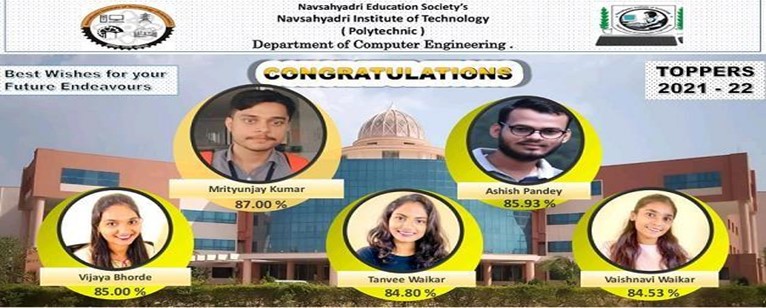 Navsahyadri Education Society's
Navsahyadri Institute of Technology
( Polytechnic )
Department of Computer Engineering .
Best Wishes for your
Future Endeavours
CONGRATULATIONS
TOPPERS
2021 - 22
Mrityunjay Kumar
87.00 %
Ashish Pandey
85.93 %
Vijaya Bhorde
85.00 %
Tanvee Waikar
84.80 %
Vaishnavi Waikar
84.53 %